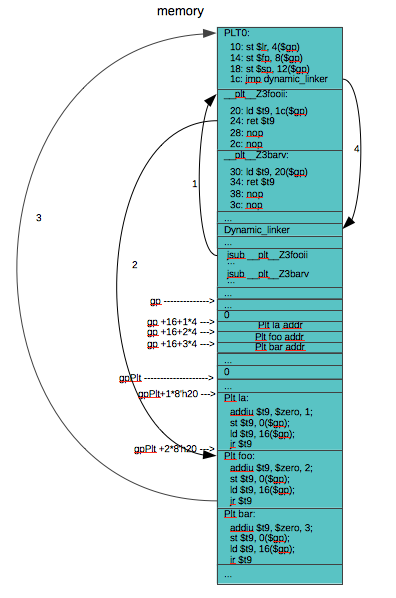 memory
PLT0:
10: st $lr, 4($gp)
14: st $fp, 8($gp)
18: st $sp, 12($gp)
1c: jmp dynamic_linker
__plt__Z3fooii:
20: ld $t9, 1c($gp)
24: ret $t9
28: nop
2c: nop
__plt__Z3barv:
30: ld $t9, 20($gp)
34: ret $t9
38: nop
3c: nop
...
Dynamic_linker
...
jsub __plt__Z3fooii
...
jsub __plt__Z3barv
...
...
gp -------------->
...
0
gp +16+1*4 --->
Plt la addr
gp +16+2*4 --->
Plt foo addr
gp +16+3*4 --->
Plt bar addr
...
0
gpPlt ----------------->
...
gpPlt+1*8'h20 --->
Plt la:
addiu $t9, $zero, 1;
st $t9, 0($gp);
ld $t9, 16($gp);
jr $t9
gpPlt +2*8'h20 --->
Plt foo:
addiu $t9, $zero, 2;
st $t9, 0($gp);
ld $t9, 16($gp);
jr $t9
Plt bar:
addiu $t9, $zero, 3;
st $t9, 0($gp);
ld $t9, 16($gp);
jr $t9
...
1
2
3
4